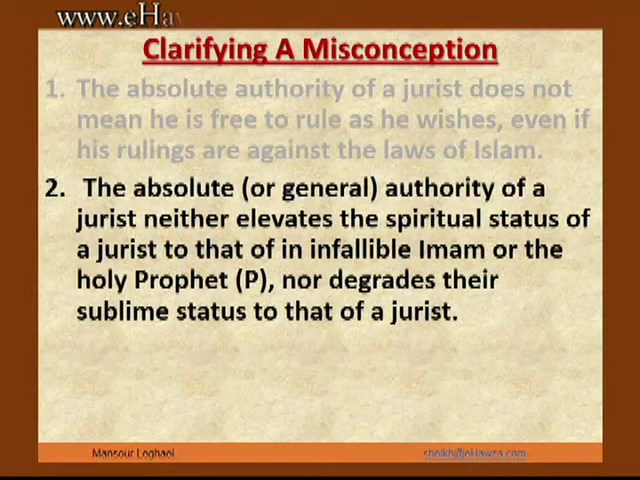 www.eHaw
Clarifying A Misconception
1. The absolute authority of a jurist does not
mean he is free to rule as he wishes, even if
his rulings are against the laws of Islam.
2. The absolute (or general) authority of a
jurist neither elevates the spiritual status of
a jurist to that of in infallible Imam or the
holy Prophet (P), nor degrades their
sublime status to that of a jurist.
Mansour Leghaei sheikh@eHawza.com